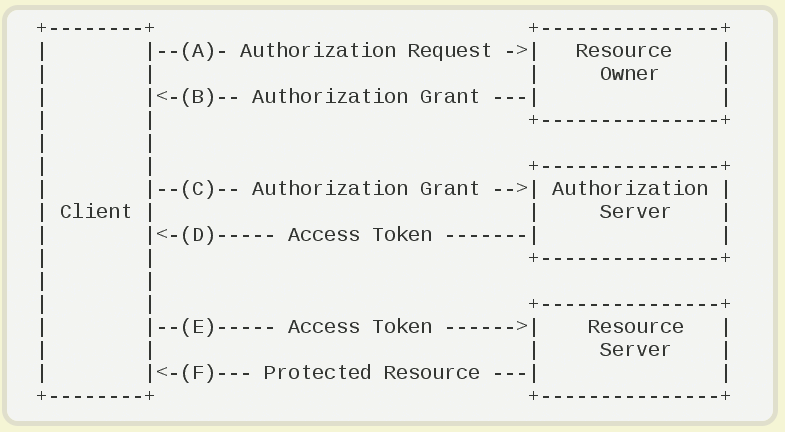 +--------+                               +---------------+
|        |--(A)- Authorization Request ->|   Resource    |
|        |                               |     Owner     |
|        |<-(B)-- Authorization Grant ---|               |
|        |                               +---------------+
|        |
|        |                               +---------------+
|        |--(C)-- Authorization Grant -->| Authorization |
| Client |                               |     Server    |
|        |<-(D)----- Access Token -------|               |
|        |                               +---------------+
|        |
|        |                               +---------------+
|        |--(E)----- Access Token ------>|    Resource   |
|        |                               |     Server    |
|        |<-(F)--- Protected Resource ---|               |
+--------+                               +---------------+